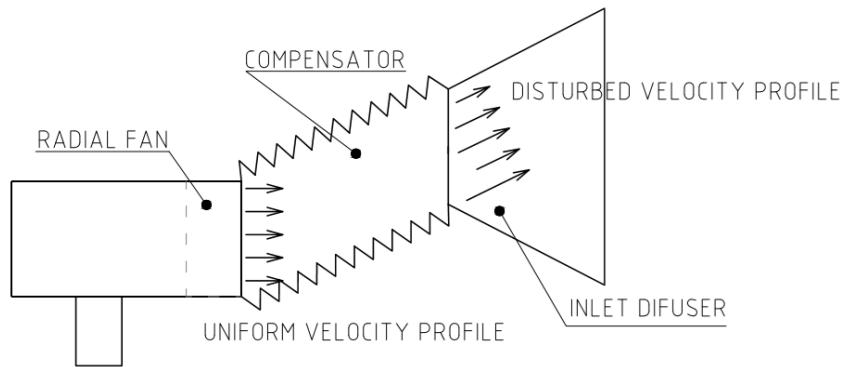 COMPENSATOR
DISTURBED VELOCITY PROFILE
RADIAL FAN
INLET DIFUSER
UNIFORM VELOCITY PROFILE